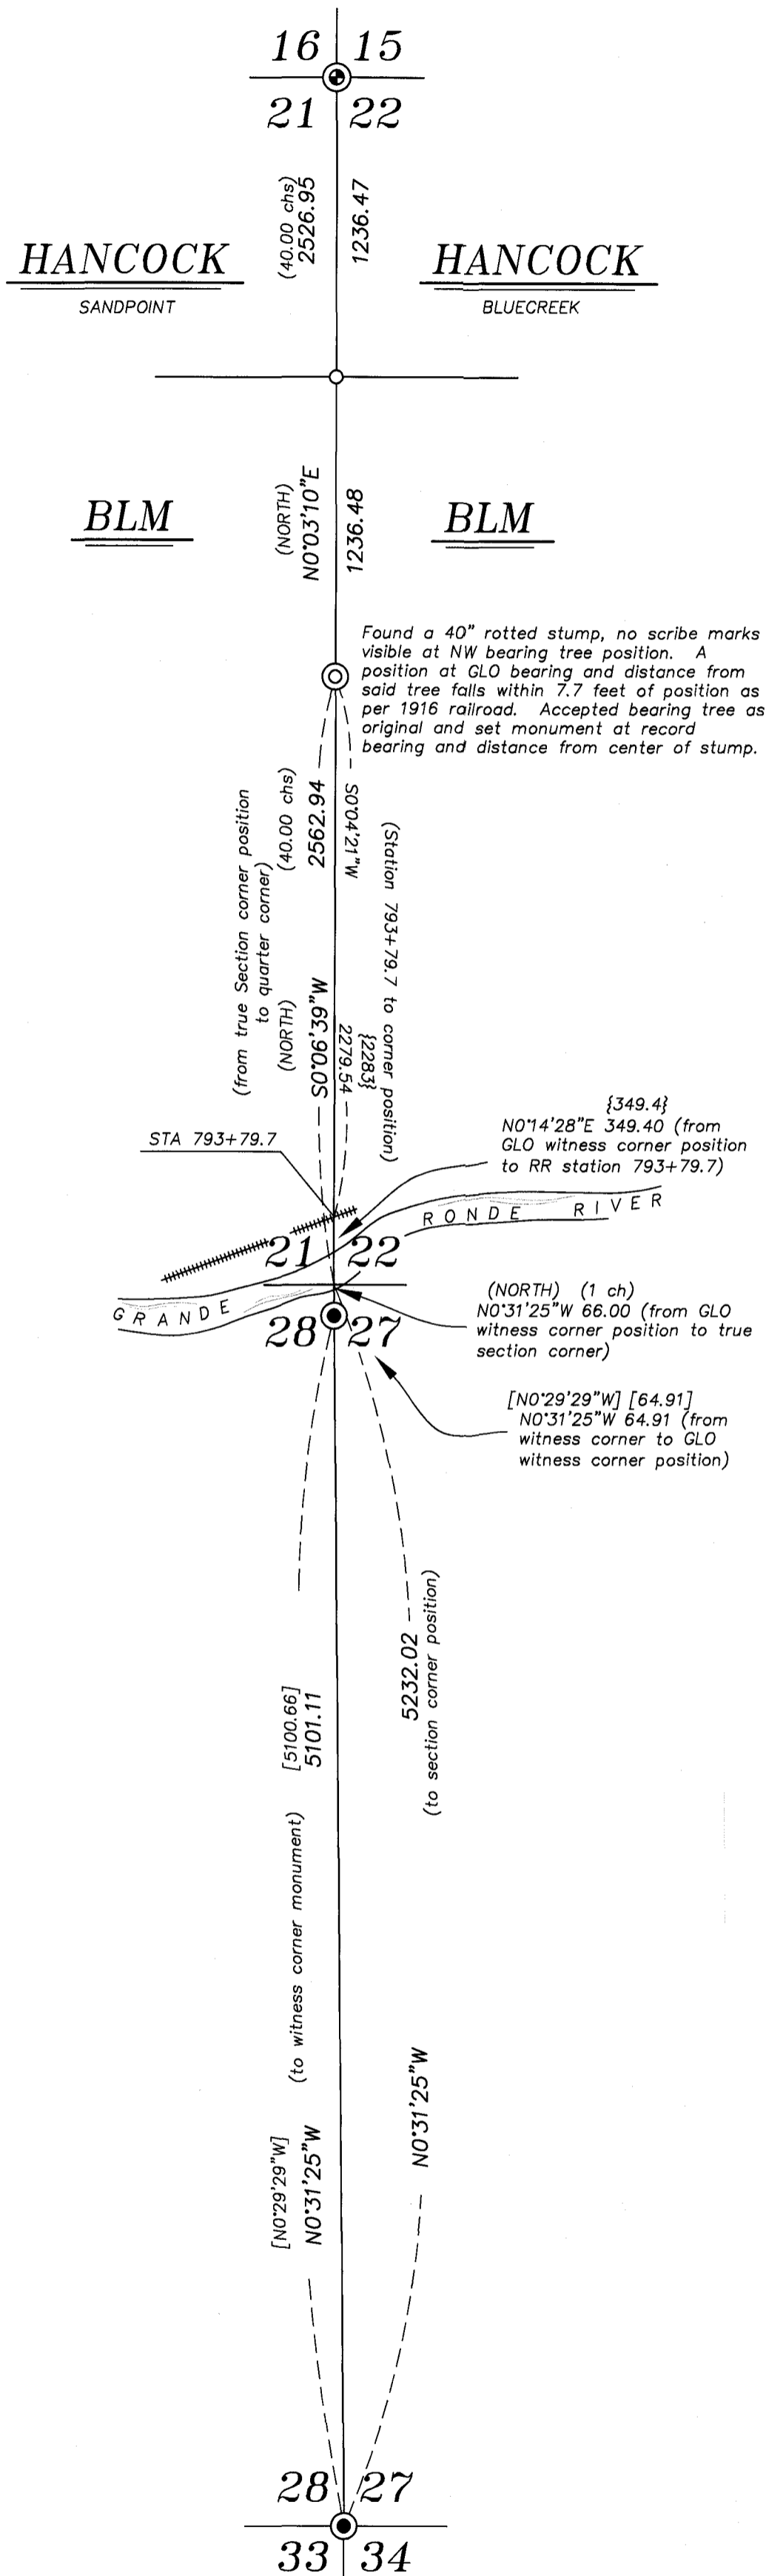 16 15
21 22
(40.00 chs)
2526.95
1236.47
HANCOCK
SANDPOINT
HANCOCK
BLUECREEK
(NORTH)
N0°03'10"E
1236.48
BLM
BLM
Found a 40" rotted stump, no scribe marks
visible at NW bearing tree position. A
position at GLO bearing and distance from
said tree falls within 7.7 feet of position as
per 1916 railroad. Accepted bearing tree as
original and set monument at record
bearing and distance from center of stump.
(from true Section corner position
to quarter corner)
(NORTH) (40.00 chs)
S0°06'39"W 2562.94
S0°04'21"W
2279.54
{2283}
(Station 793+79.7 to corner position)
STA 793+79.7
{349.4}
N0°14'28"E 349.40 (from
GLO witness corner position
to RR station 793+79.7)
GRANDE RONDE RIVER
21 22
28 27
(NORTH) (1 ch)
N0°31'25"W 66.00 (from GLO
witness corner position to true
section corner)
[N0°29'29"W] [64.91]
N0°31'25"W 64.91 (from
witness corner to GLO
witness corner position)
5232.02
(to section corner position)
[5100.66]
5101.11
(to witness corner monument)
N0°31'25"W
[N0°29'29"W]
N0°31'25"W
28 27
33 34